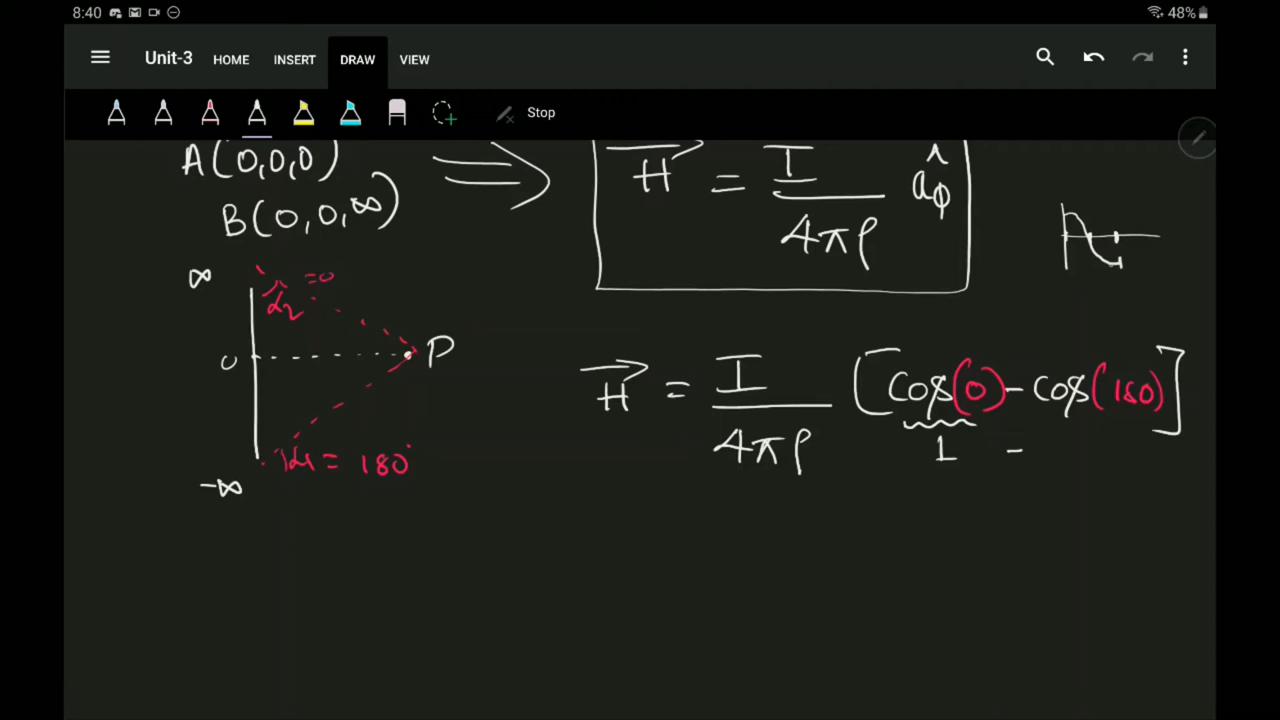 8:40 48%
Unit-3 HOME INSERT DRAW VIEW
Stop
A(0,0,0)
B(0,0,∞)
H = I / 4πρ âφ
∞
α2 = 0
0
P
α1 = 180°
-∞
H = I / 4πρ [cos(0) - cos(180)]
1 -